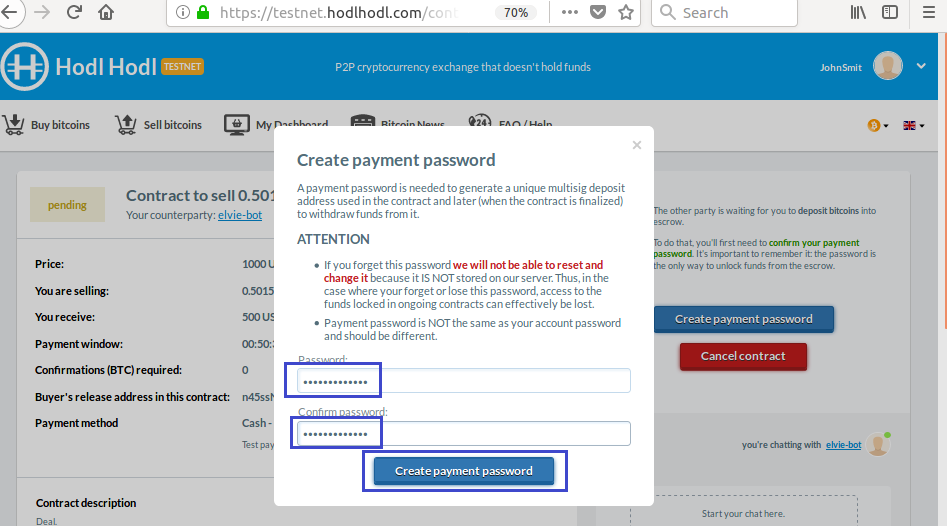 https://testnet.hodlhodl.com/con
70%
Search
Hodl Hodl TESTNET
P2P cryptocurrency exchange that doesn't hold funds
JohnSmit
Buy bitcoins
Sell bitcoins
My Dashboard
Bitcoin News
FAQ / Help
pending
Contract to sell 0.501
Your counterparty: elvie-bot
Price: 1000 U
You are selling: 0.5015
You receive: 500 US
Payment window: 00:50:
Confirmations (BTC) required: 0
Buyer's release address in this contract: n45ssN
Payment method Cash -
Test pay
Contract description
Deal.
Create payment password
×
A payment password is needed to generate a unique multisig deposit
address used in the contract and later (when the contract is finalized)
to withdraw funds from it.
ATTENTION
• If you forget this password we will not be able to reset and
change it because it IS NOT stored on our server. Thus, in the
case where your forget or lose this password, access to the
funds locked in ongoing contracts can effectively be lost.
• Payment password is NOT the same as your account password
and should be different.
Password:
•••••••••••••
Confirm password:
•••••••••••••
Create payment password
The other party is waiting for you to deposit bitcoins into
escrow.
To do that, you'll first need to confirm your payment
password. It's important to remember it: the password is
the only way to unlock funds from the escrow.
Create payment password
Cancel contract
you're chatting with elvie-bot
Start your chat here.